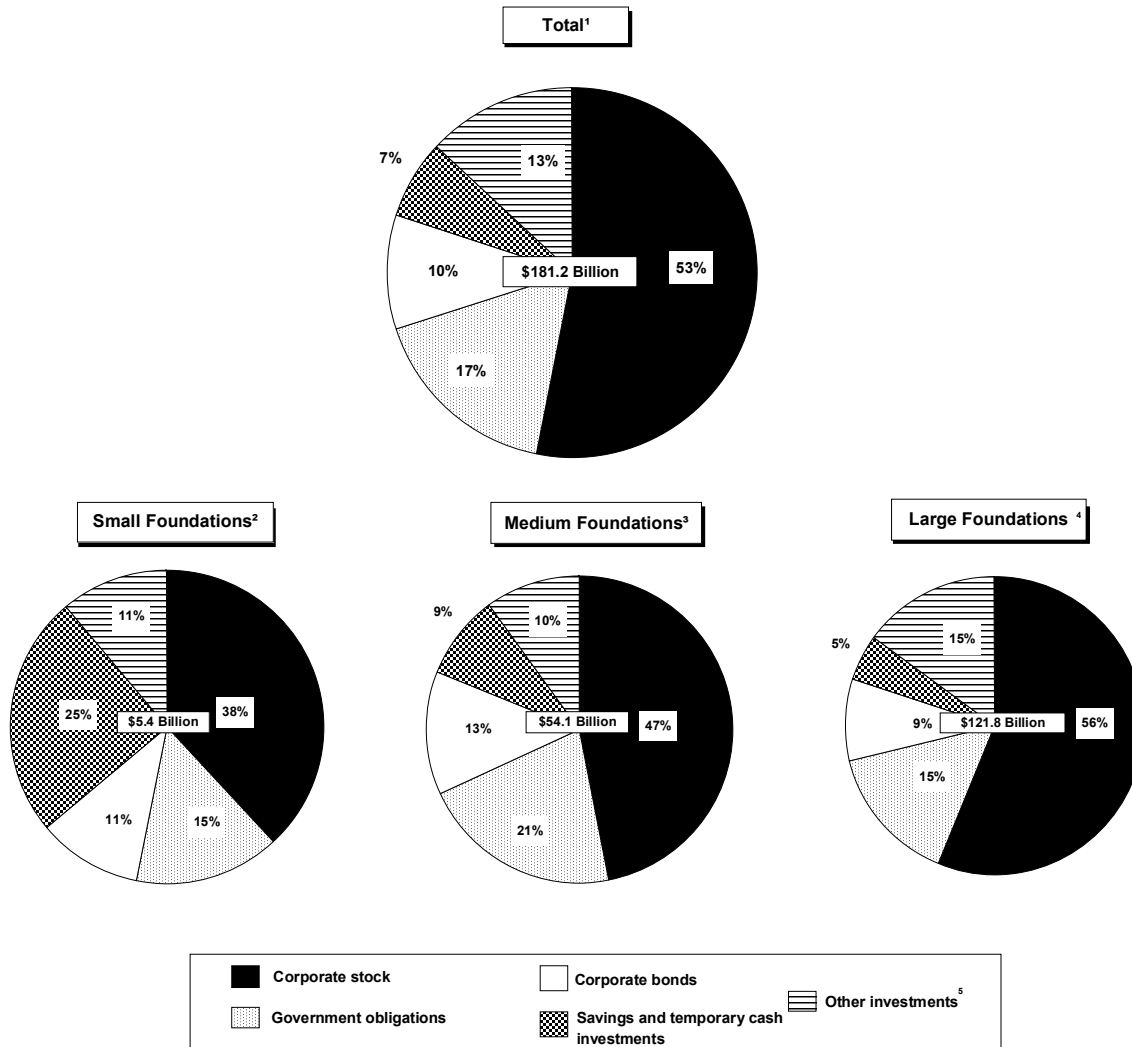 Total¹
7%
13%
10%
$181.2 Billion
53%
17%
Small Foundations²
Medium Foundations³
Large Foundations ⁴
11%
25%
$5.4 Billion
38%
11%
15%
9%
10%
13%
$54.1 Billion
47%
21%
5%
15%
9%
$121.8 Billion
56%
15%
Corporate stock
Corporate bonds
Other investments⁵
Government obligations
Savings and temporary cash
investments